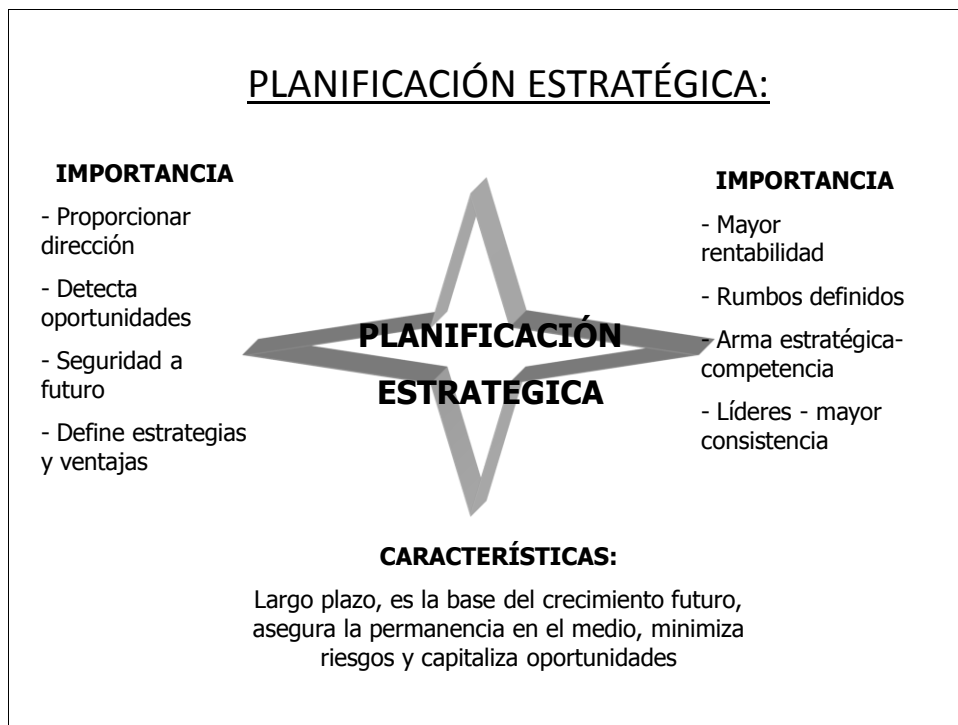 PLANIFICACIÓN ESTRATÉGICA:
IMPORTANCIA
- Proporcionar
dirección
- Detecta
oportunidades
- Seguridad a
futuro
- Define estrategias
y ventajas
PLANIFICACIÓN
ESTRATEGICA
IMPORTANCIA
- Mayor
rentabilidad
- Rumbos definidos
- Arma estratégica-
competencia
- Líderes - mayor
consistencia
CARACTERÍSTICAS:
Largo plazo, es la base del crecimiento futuro,
asegura la permanencia en el medio, minimiza
riesgos y capitaliza oportunidades